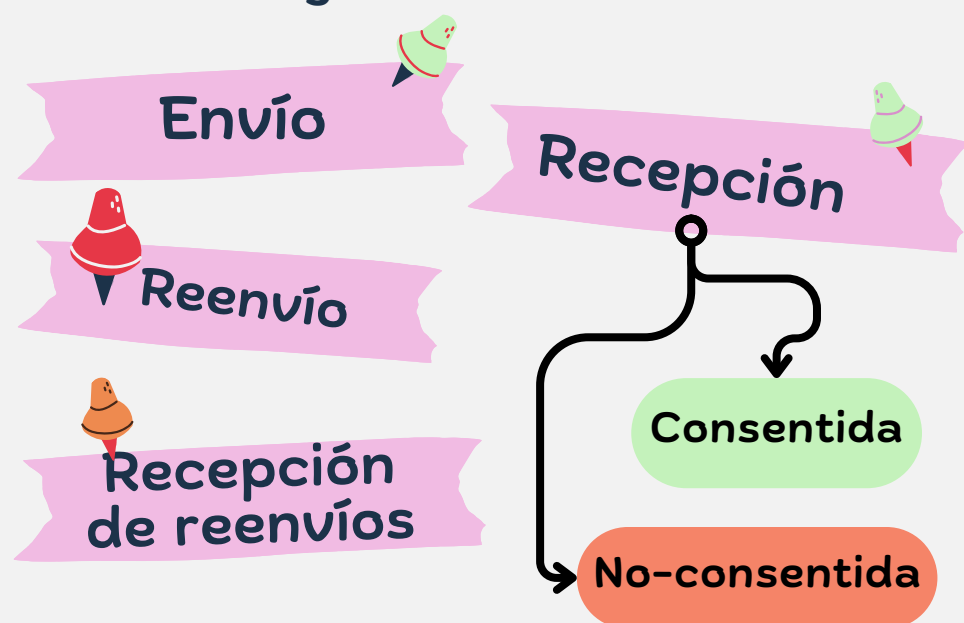 Envío
Recepción
Reenvío
Consentida
Recepción
de reenvíos
No-consentida